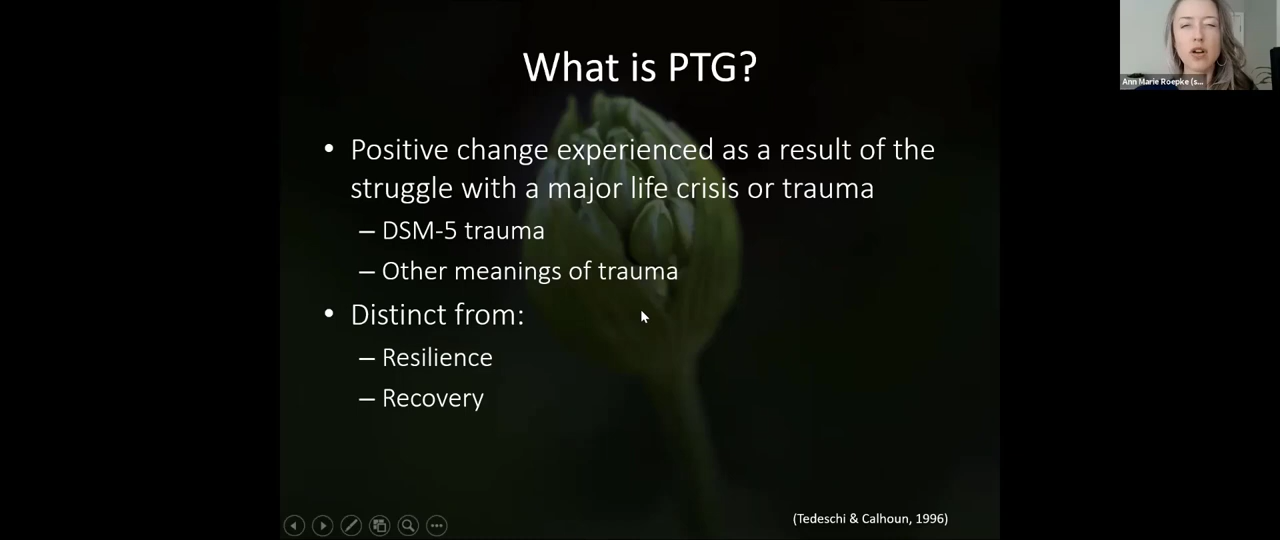 What is PTG?
• Positive change experienced as a result of the
struggle with a major life crisis or trauma
– DSM-5 trauma
– Other meanings of trauma
• Distinct from:
– Resilience
– Recovery
(Tedeschi & Calhoun, 1996)
Ann Marie Roepke (s...